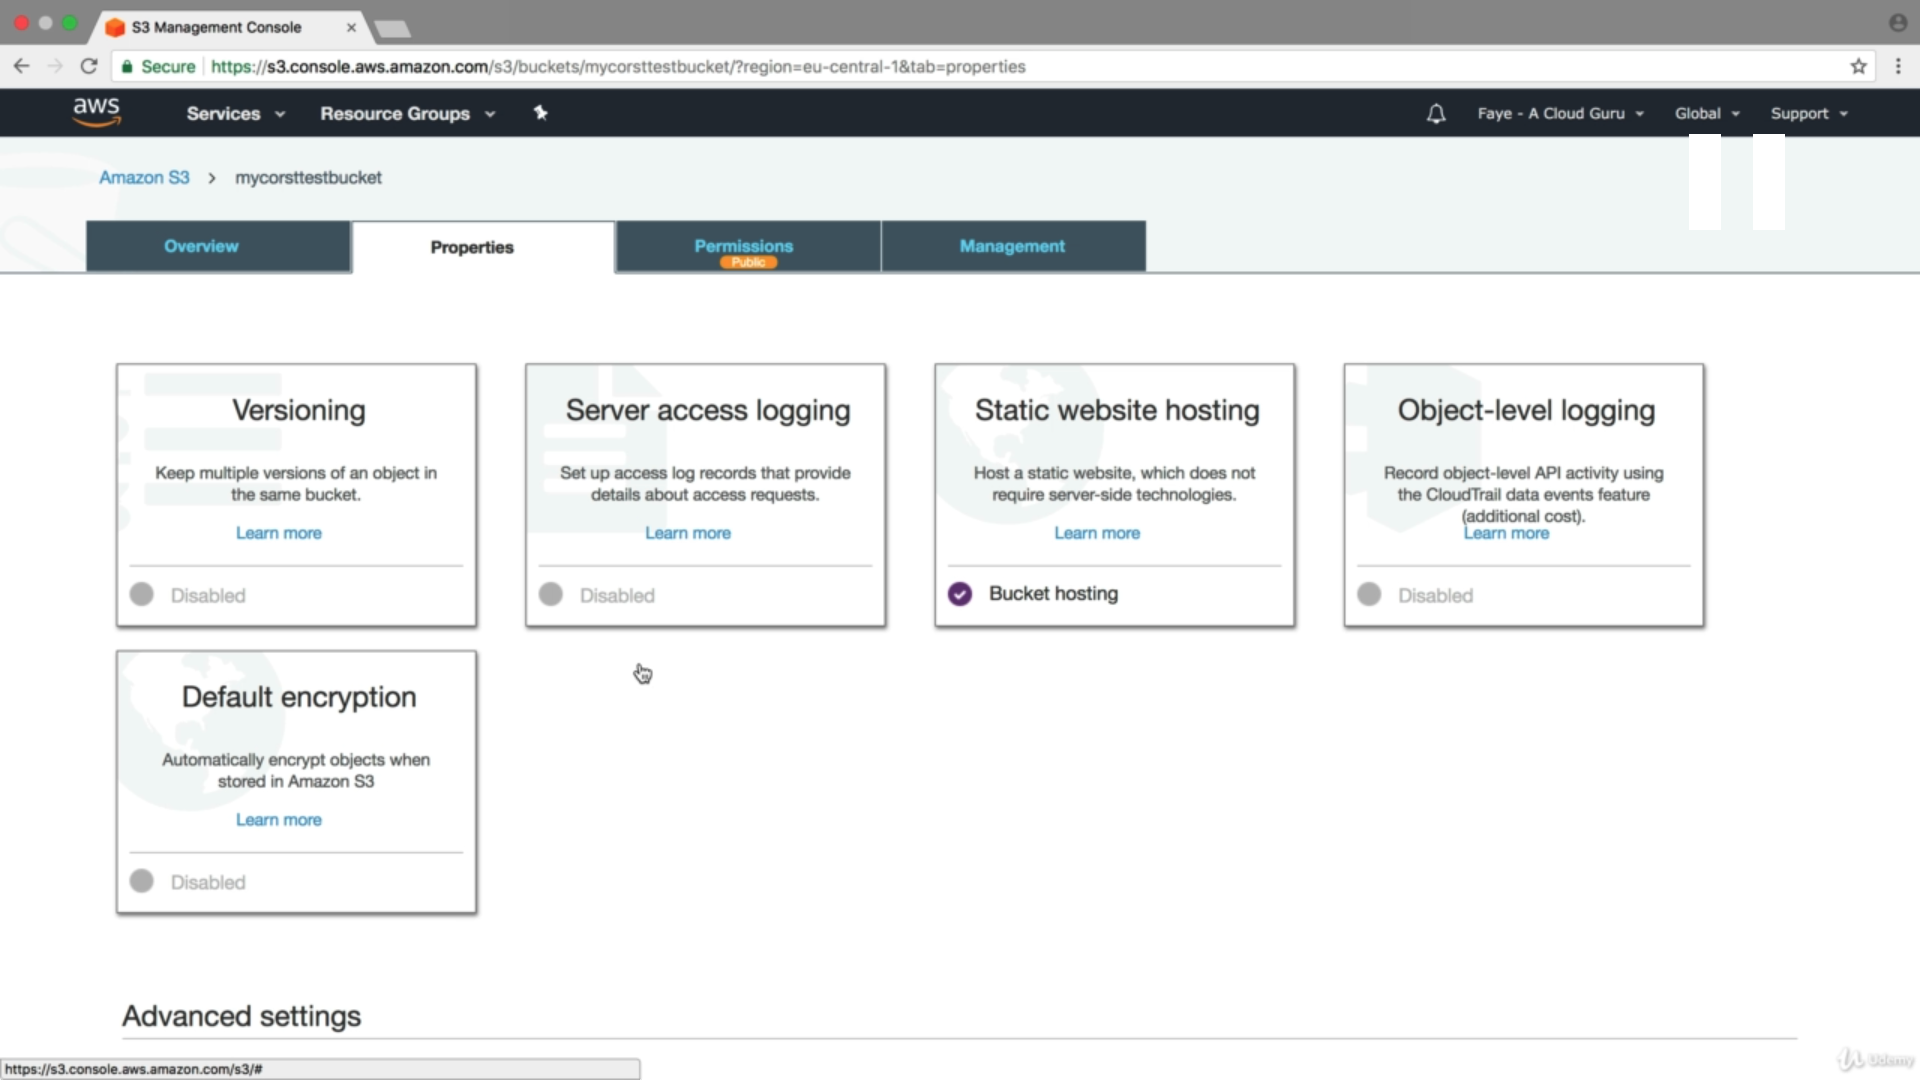 S3 Management Console
Secure https://s3.console.aws.amazon.com/s3/buckets/mycorsttestbucket/?region=eu-central-1&tab=properties
aws Services Resource Groups Faye - A Cloud Guru Global Support
Amazon S3 > mycorsttestbucket
Overview Properties Permissions Management
Public
Versioning
Keep multiple versions of an object in
the same bucket.
Learn more
Disabled
Server access logging
Set up access log records that provide
details about access requests.
Learn more
Disabled
Static website hosting
Host a static website, which does not
require server-side technologies.
Learn more
Bucket hosting
Object-level logging
Record object-level API activity using
the CloudTrail data events feature
(additional cost).
Learn more
Disabled
Default encryption
Automatically encrypt objects when
stored in Amazon S3
Learn more
Disabled
Advanced settings
https://s3.console.aws.amazon.com/s3/#
Udemy